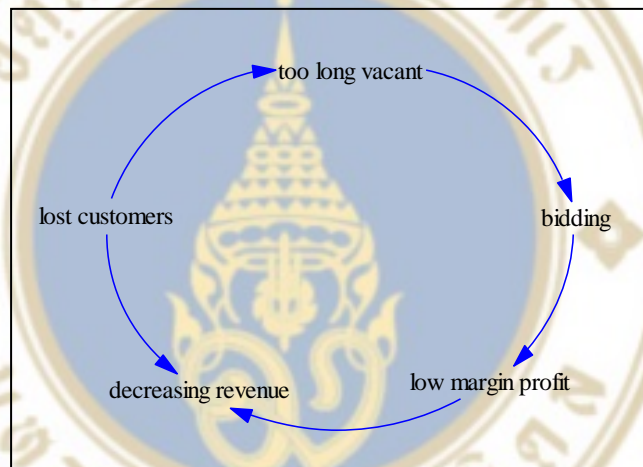 too long vacant
lost customers
bidding
decreasing revenue
low margin profit